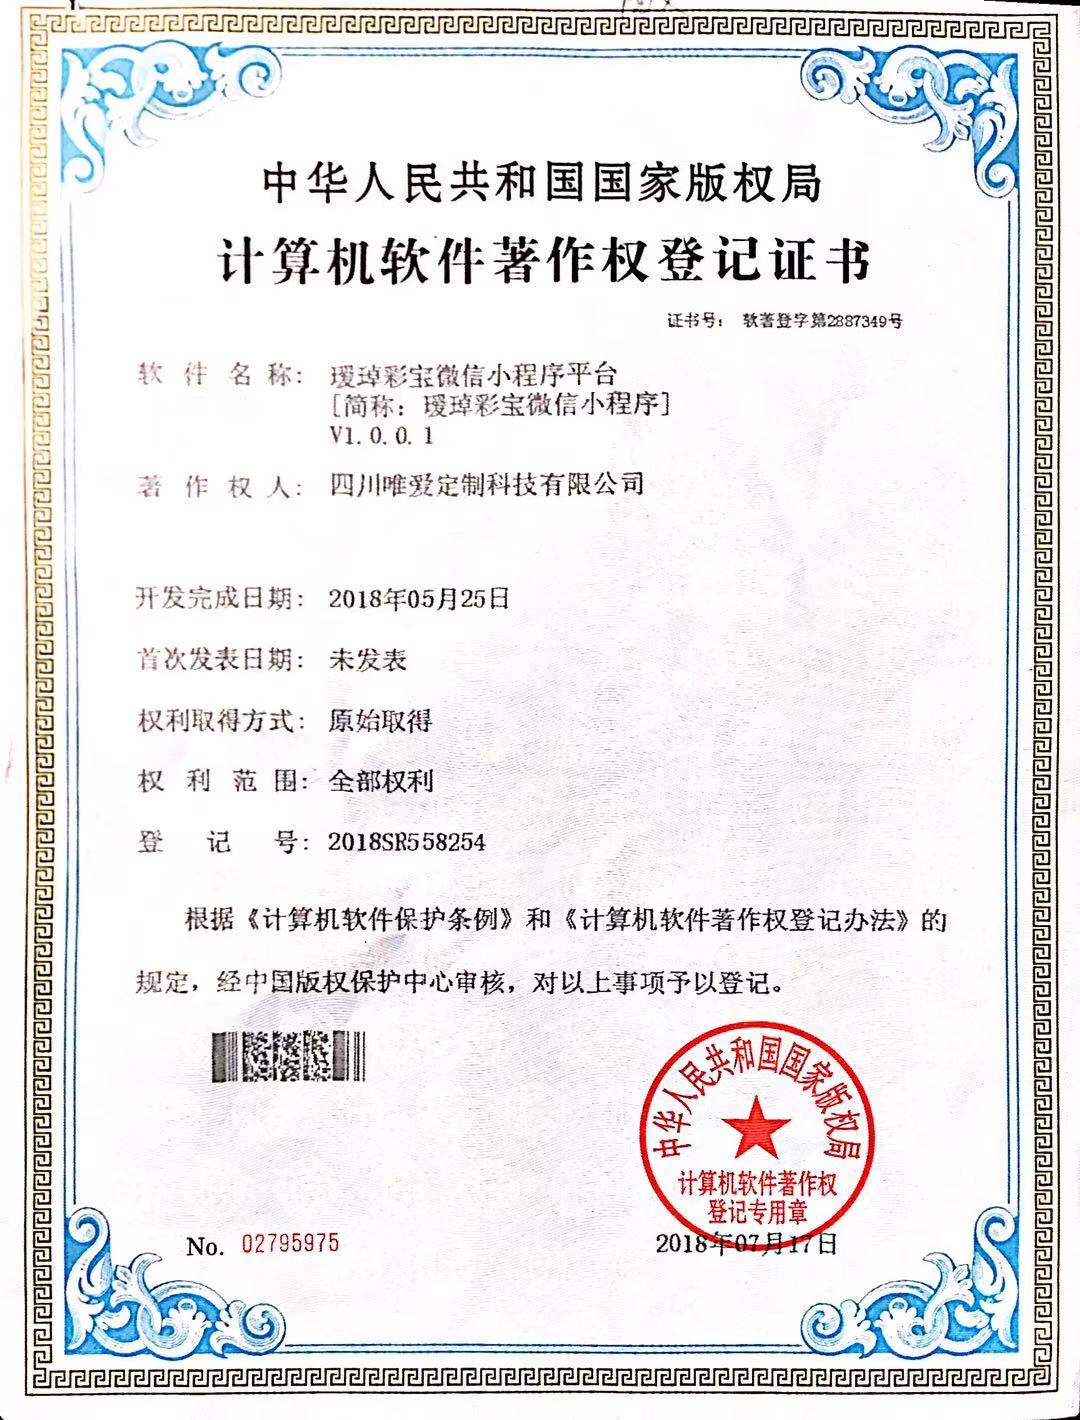 中华人民共和国国家版权局
计算机软件著作权登记证书
证书号： 软著登字第2887349号
软件名称： 瑷琸彩宝微信小程序平台
[简称：瑷琸彩宝微信小程序]
V1.0.0.1
著作权人： 四川唯爱定制科技有限公司
开发完成日期： 2018年05月25日
首次发表日期： 未发表
权利取得方式： 原始取得
权利范围： 全部权利
登记号： 2018SR558254
根据《计算机软件保护条例》和《计算机软件著作权登记办法》的
规定，经中国版权保护中心审核，对以上事项予以登记。
中华人民共和国国家版权局
计算机软件著作权
登记专用章
No. 02795975
2018年07月17日